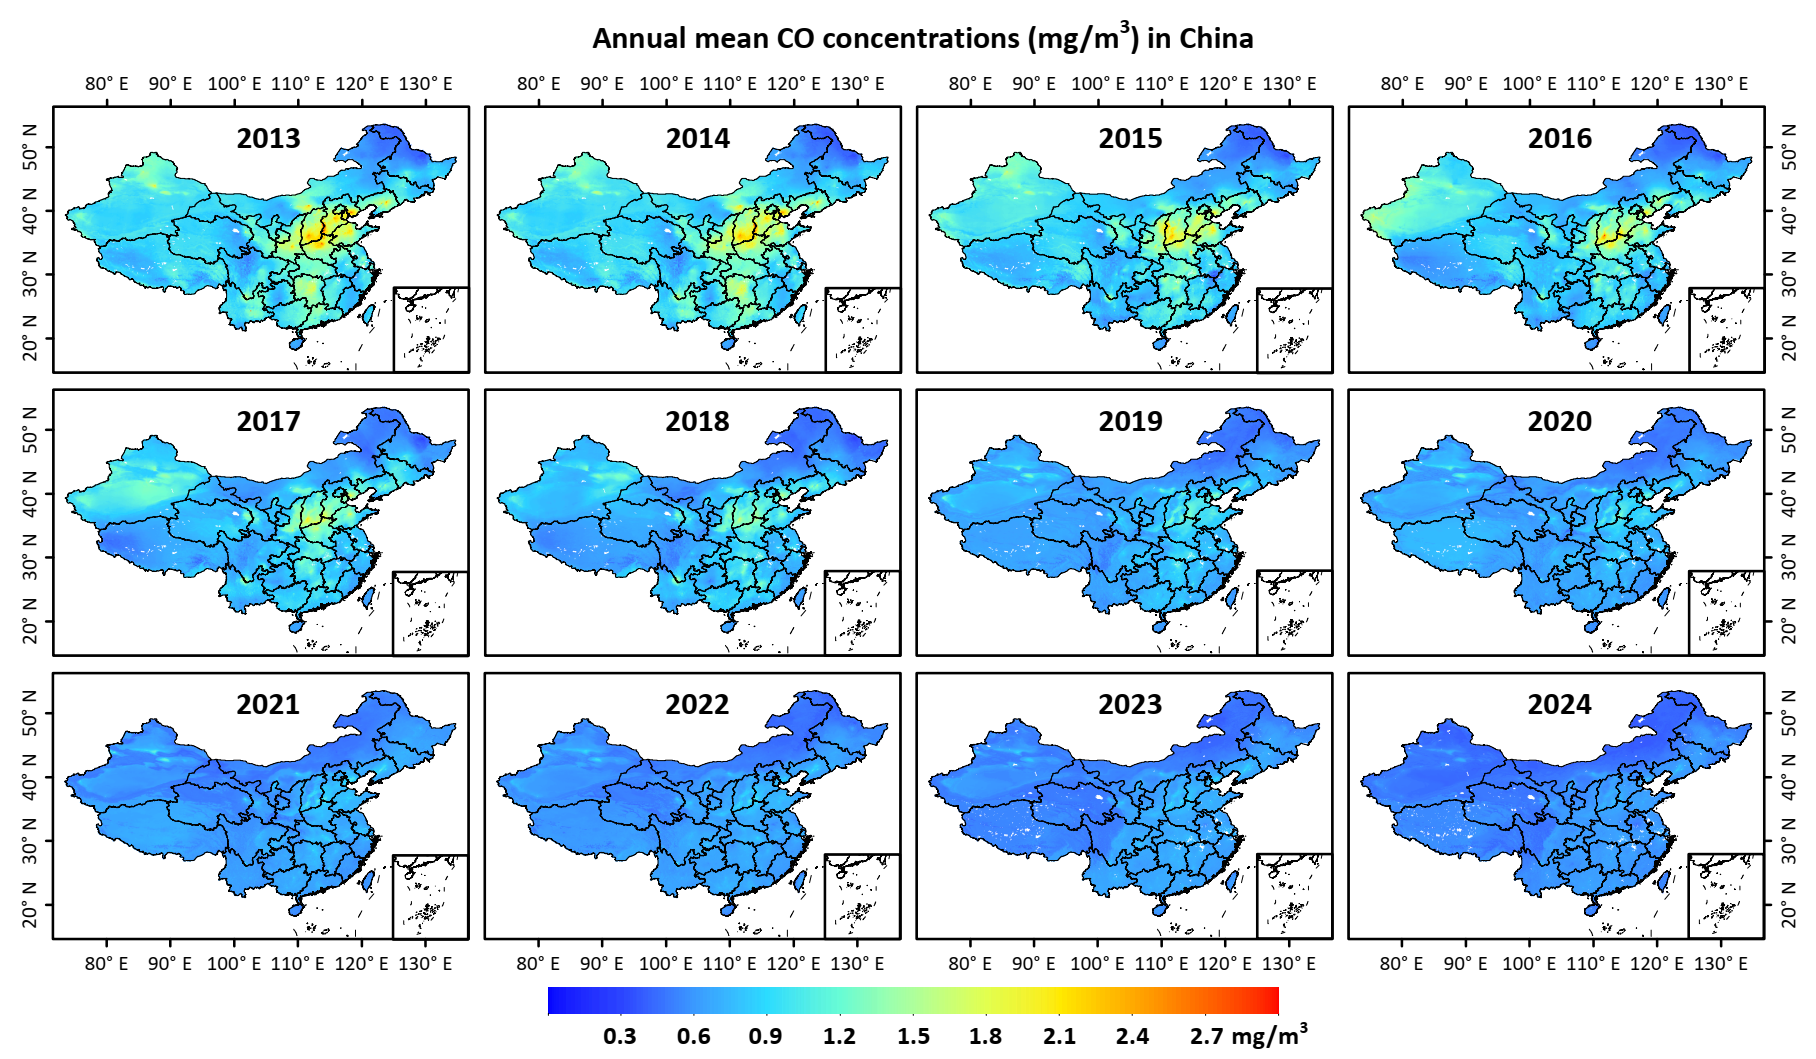 Annual mean CO concentrations (mg/m³) in China
80° E 90° E 100° E 110° E 120° E 130° E 80° E 90° E 100° E 110° E 120° E 130° E 80° E 90° E 100° E 110° E 120° E 130° E 80° E 90° E 100° E 110° E 120° E 130° E
2013 2014 2015 2016
50° N 50° N
40° N 40° N
30° N 30° N
20° N 20° N
2017 2018 2019 2020
50° N 50° N
40° N 40° N
30° N 30° N
20° N 20° N
2021 2022 2023 2024
50° N 50° N
40° N 40° N
30° N 30° N
20° N 20° N
80° E 90° E 100° E 110° E 120° E 130° E 80° E 90° E 100° E 110° E 120° E 130° E 80° E 90° E 100° E 110° E 120° E 130° E 80° E 90° E 100° E 110° E 120° E 130° E
0.3 0.6 0.9 1.2 1.5 1.8 2.1 2.4 2.7 mg/m³